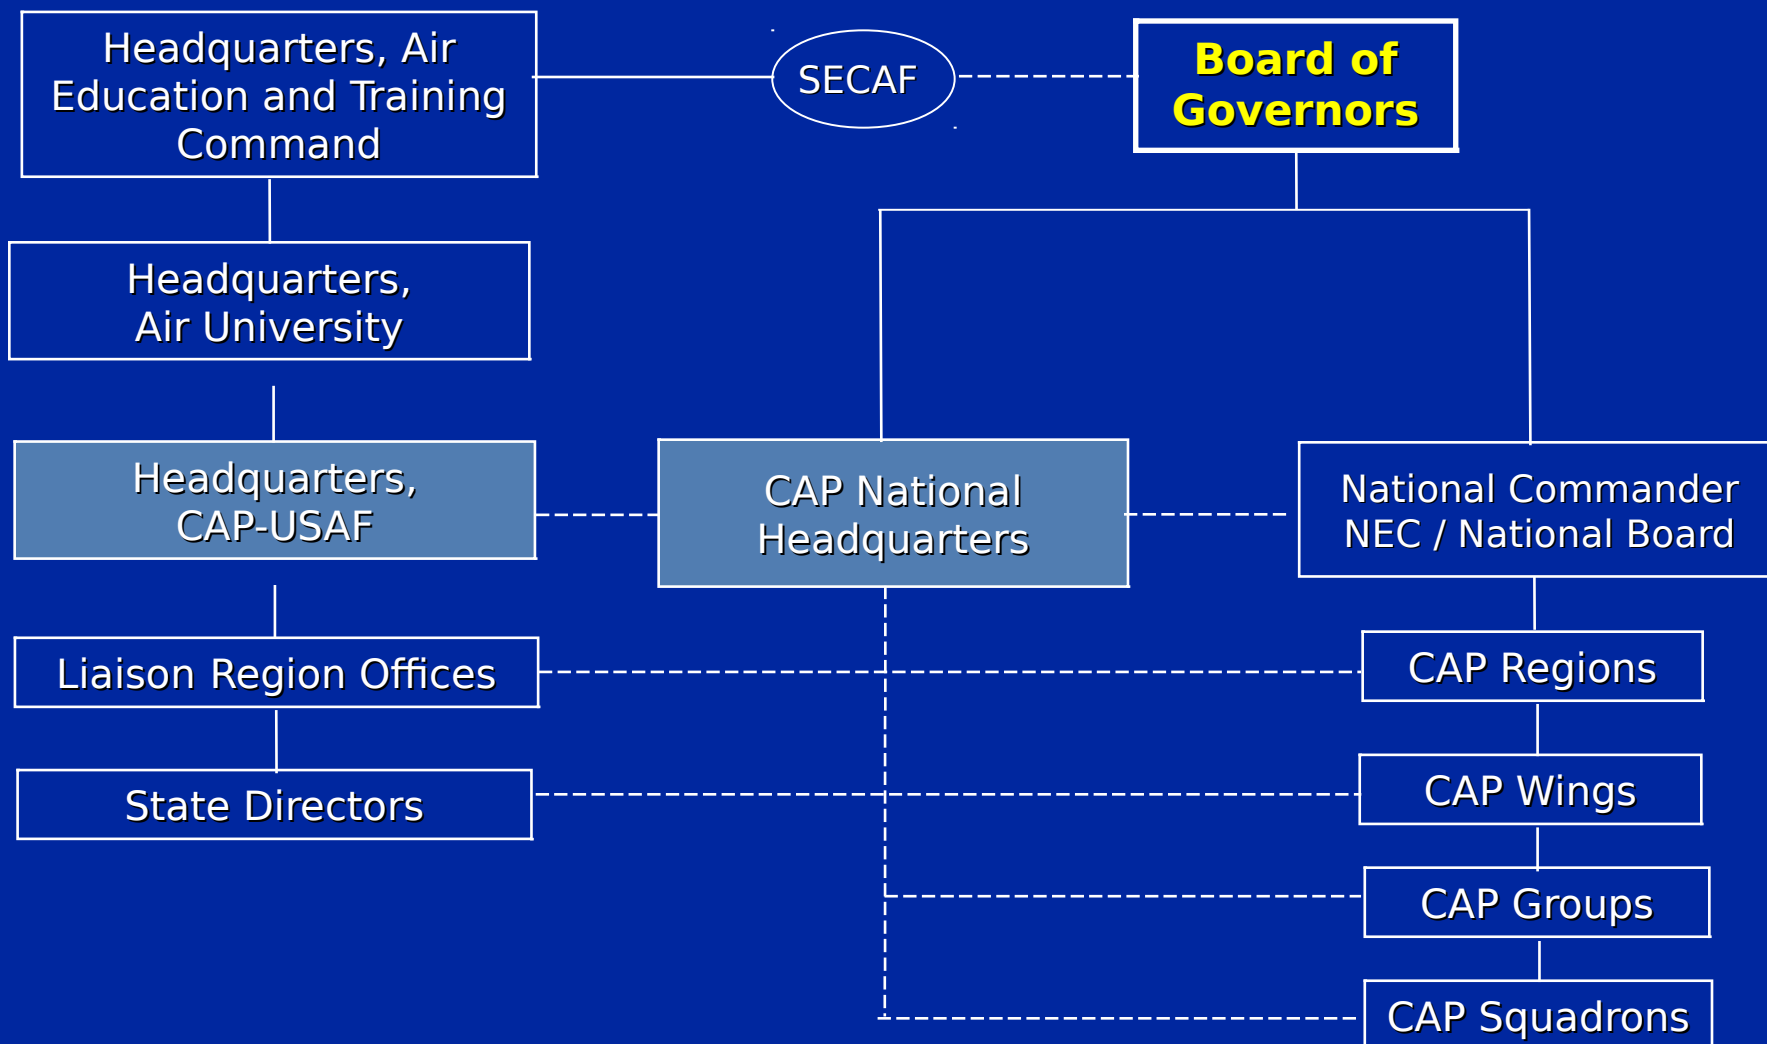 Headquarters, Air
Education and Training
Command
SECAF
Board of
Governors
Headquarters,
Air University
Headquarters,
CAP-USAF
CAP National
Headquarters
National Commander
NEC / National Board
Liaison Region Offices
CAP Regions
State Directors
CAP Wings
CAP Groups
CAP Squadrons